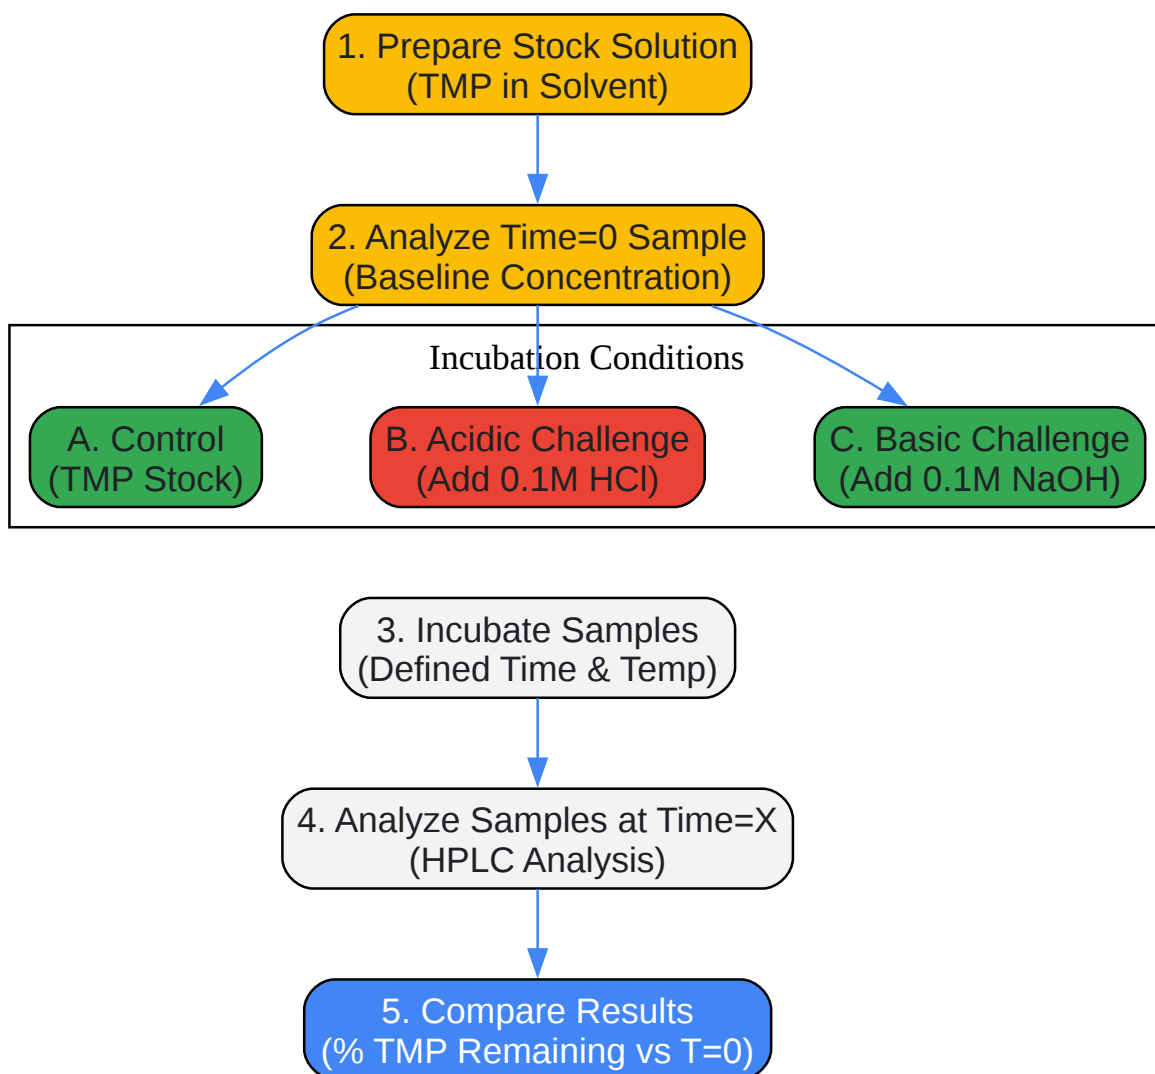 1. Prepare Stock Solution
(TMP in Solvent)
2. Analyze Time=0 Sample
(Baseline Concentration)
Incubation Conditions
A. Control
(TMP Stock)
B. Acidic Challenge
(Add 0.1M HCl)
C. Basic Challenge
(Add 0.1M NaOH)
3. Incubate Samples
(Defined Time & Temp)
4. Analyze Samples at Time=X
(HPLC Analysis)
5. Compare Results
(% TMP Remaining vs T=0)